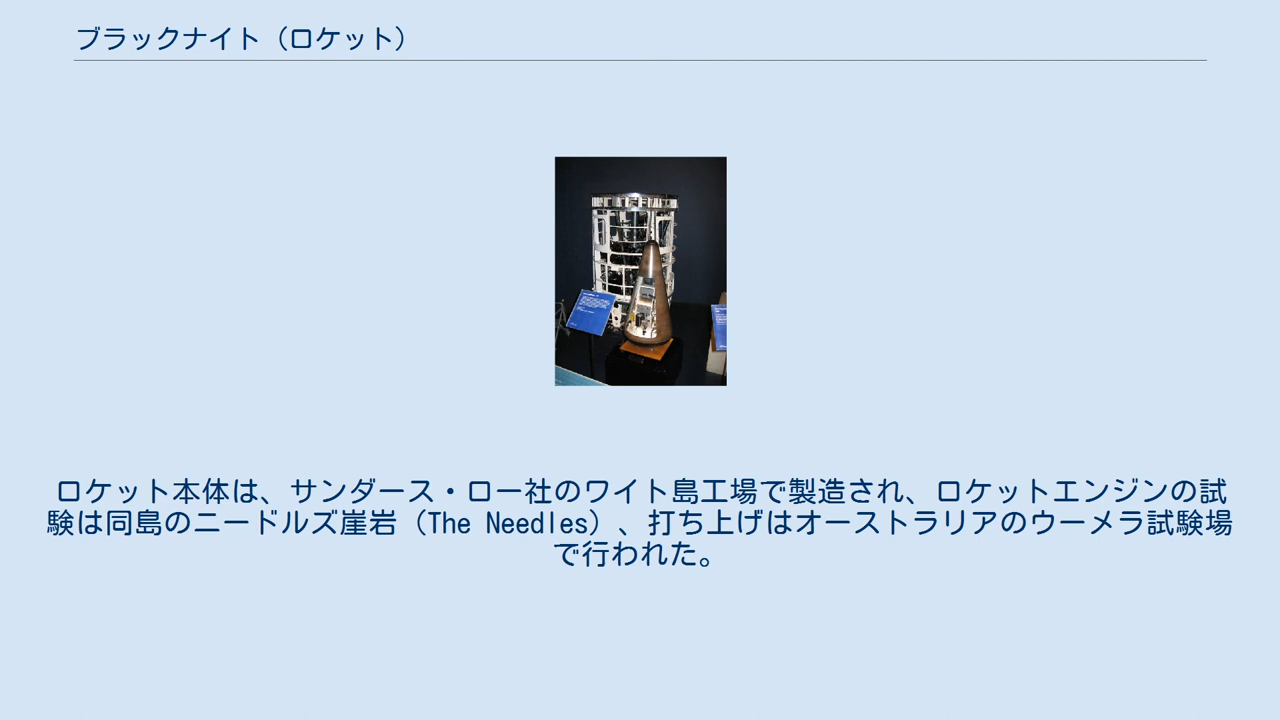 ブラックナイト（ロケット）
ロケット本体は、サンダース・ロー社のワイト島工場で製造され、ロケットエンジンの試
験は同島のニードルズ崖岩（The Needles）、打ち上げはオーストラリアのウーメラ試験場
で行われた。